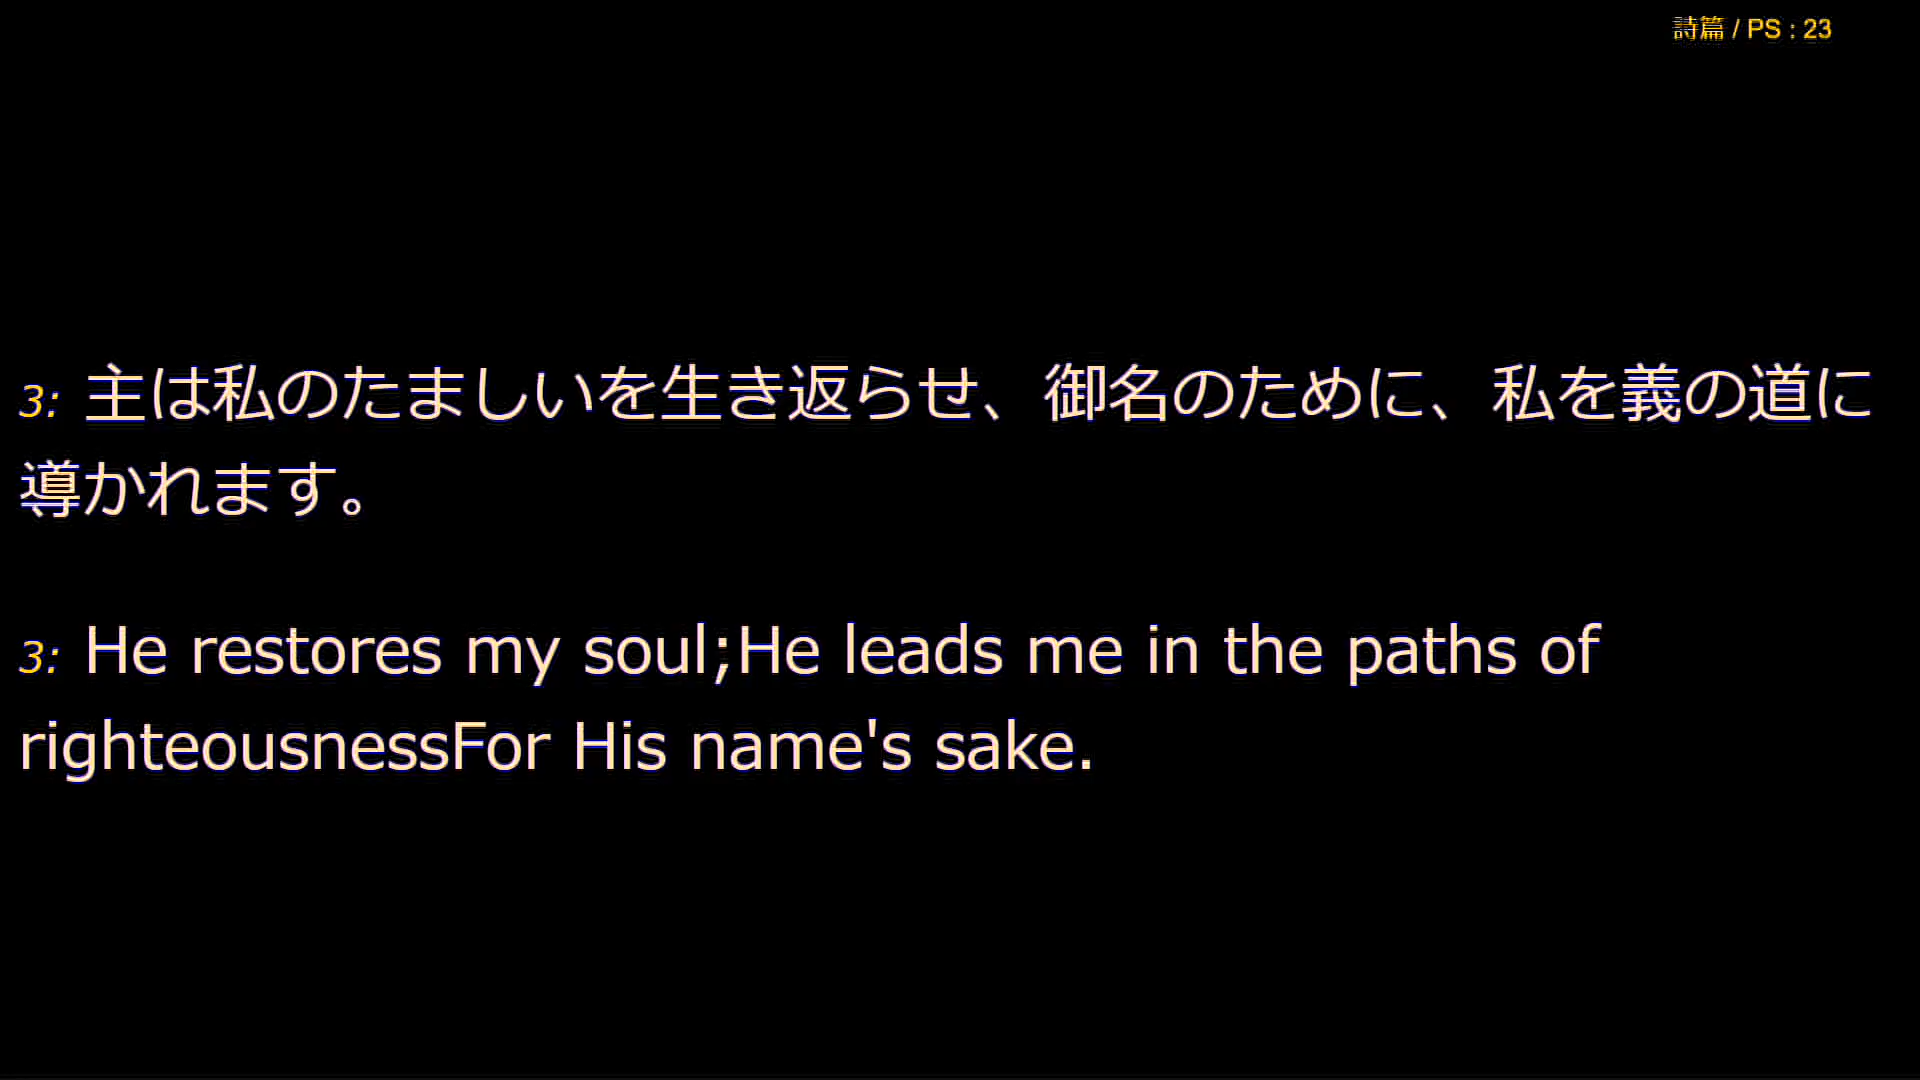 詩篇 / PS : 23
3: 主は私のたましいを生き返らせ、御名のために、私を義の道に
導かれます。
3: He restores my soul;He leads me in the paths of
righteousnessFor His name's sake.